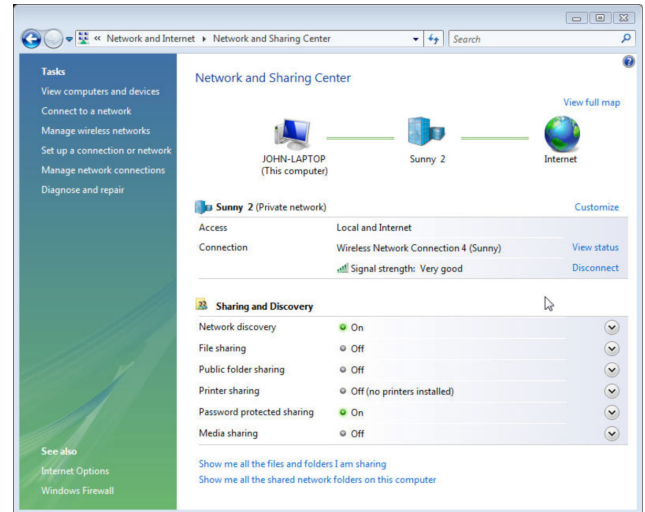 « Network and Internet ▸ Network and Sharing Center
Search
Tasks
View computers and devices
Connect to a network
Manage wireless networks
Set up a connection or network
Manage network connections
Diagnose and repair
See also
Internet Options
Windows Firewall
Network and Sharing Center
View full map
JOHN-LAPTOP
(This computer)
Sunny 2
Internet
Sunny 2 (Private network)
Customize
Access
Local and Internet
Connection
Wireless Network Connection 4 (Sunny)
View status
Signal strength: Very good
Disconnect
Sharing and Discovery
Network discovery
On
File sharing
Off
Public folder sharing
Off
Printer sharing
Off (no printers installed)
Password protected sharing
On
Media sharing
Off
Show me all the files and folders I am sharing
Show me all the shared network folders on this computer